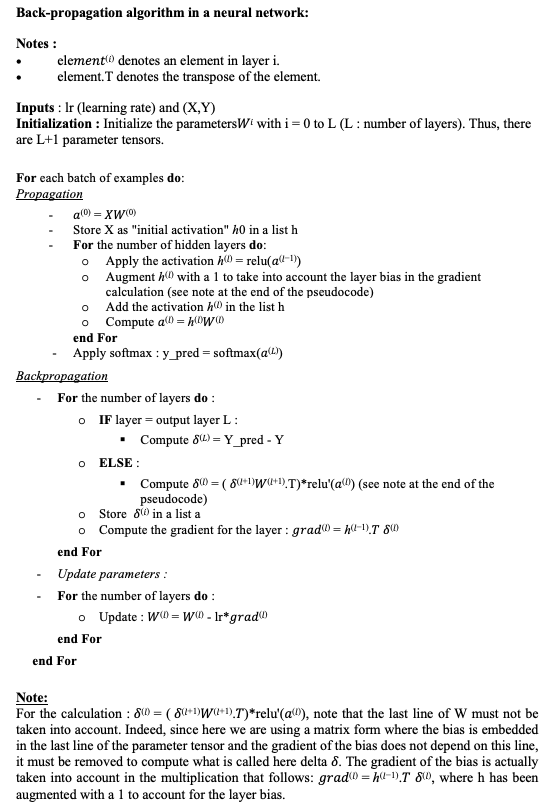 Back-propagation algorithm in a neural network:
Notes :
• element⁽ⁱ⁾ denotes an element in layer i.
• element.T denotes the transpose of the element.
Inputs : lr (learning rate) and (X,Y)
Initialization : Initialize the parametersWⁱ with i = 0 to L (L : number of layers). Thus, there
are L+1 parameter tensors.
For each batch of examples do:
Propagation
- a⁽⁰⁾ = XW⁽⁰⁾
- Store X as "initial activation" h0 in a list h
- For the number of hidden layers do:
o Apply the activation h⁽ˡ⁾ = relu(a⁽ˡ⁻¹⁾)
o Augment h⁽ˡ⁾ with a 1 to take into account the layer bias in the gradient
calculation (see note at the end of the pseudocode)
o Add the activation h⁽ˡ⁾ in the list h
o Compute a⁽ˡ⁾ = h⁽ˡ⁾W⁽ˡ⁾
end For
- Apply softmax : y_pred = softmax(a⁽ᴸ⁾)
Backpropagation
- For the number of layers do :
o IF layer = output layer L :
▪ Compute δ⁽ᴸ⁾ = Y_pred - Y
o ELSE :
▪ Compute δ⁽ˡ⁾ = ( δ⁽ˡ⁺¹⁾W⁽ˡ⁺¹⁾.T)*relu'(a⁽ˡ⁾) (see note at the end of the
pseudocode)
o Store δ⁽ⁱ⁾ in a list a
o Compute the gradient for the layer : grad⁽ˡ⁾ = h⁽ˡ⁻¹⁾.T δ⁽ˡ⁾
end For
- Update parameters :
- For the number of layers do :
o Update : W⁽ˡ⁾ = W⁽ˡ⁾ - lr*grad⁽ˡ⁾
end For
end For
Note:
For the calculation : δ⁽ˡ⁾ = ( δ⁽ˡ⁺¹⁾W⁽ˡ⁺¹⁾.T)*relu'(a⁽ˡ⁾), note that the last line of W must not be
taken into account. Indeed, since here we are using a matrix form where the bias is embedded
in the last line of the parameter tensor and the gradient of the bias does not depend on this line,
it must be removed to compute what is called here delta δ. The gradient of the bias is actually
taken into account in the multiplication that follows: grad⁽ˡ⁾ = h⁽ˡ⁻¹⁾.T δ⁽ˡ⁾, where h has been
augmented with a 1 to account for the layer bias.